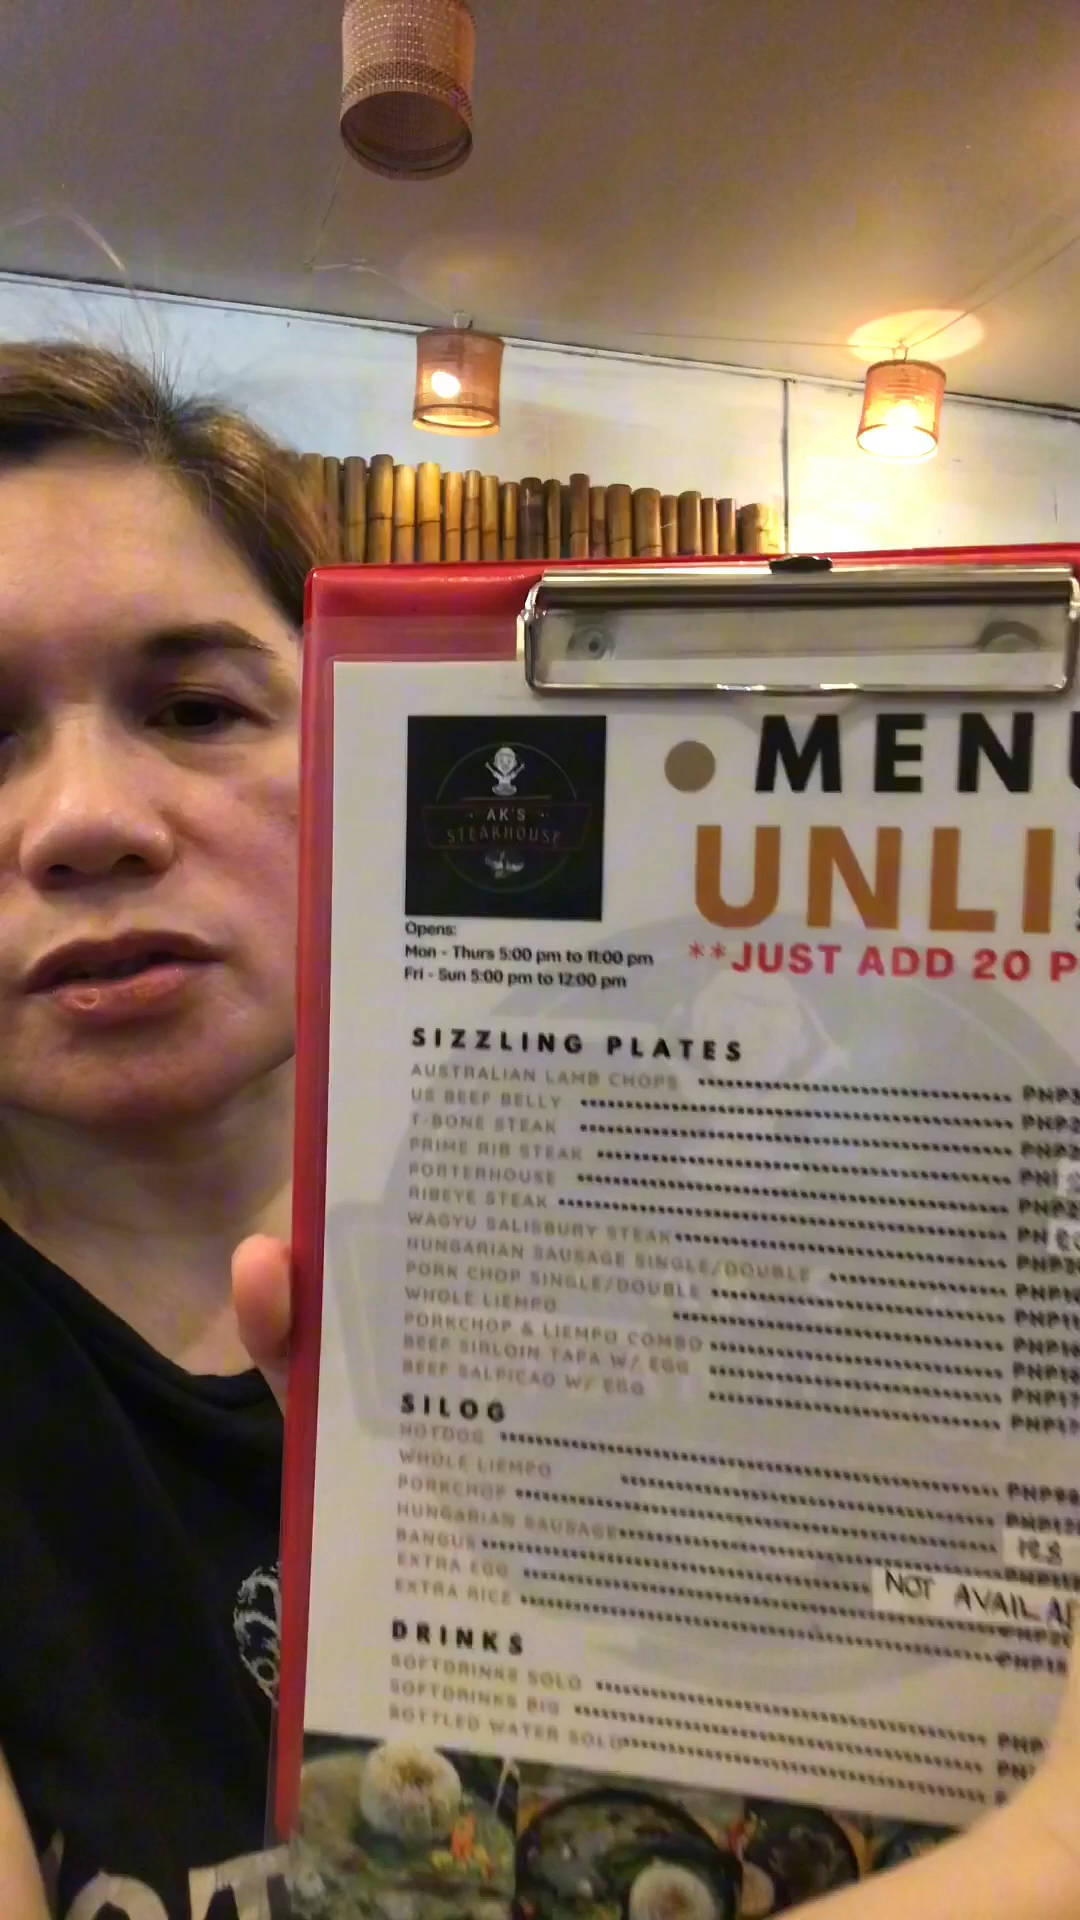 MENU
AK'S
STEAKHOUSE
UNLI
**JUST ADD 20 P
Opens:
Mon - Thurs 5:00 pm to 11:00 pm
Fri - Sun 5:00 pm to 12:00 pm
SIZZLING PLATES
AUSTRALIAN LAMB CHOPS
US BEEF BELLY
T-BONE STEAK
PRIME RIB STEAK
PORTERHOUSE
RIBEYE STEAK
WAGYU SALISBURY STEAK
HUNGARIAN SAUSAGE SINGLE/DOUBLE
PORK CHOP SINGLE/DOUBLE
WHOLE LIEMPO
PORKCHOP & LIEMPO COMBO
BEEF SIRLOIN TAPA W/ EGG
BEEF SALPICAO W/ EGG
SILOG
HOTDOG
WHOLE LIEMPO
PORKCHOP
HUNGARIAN SAUSAGE
BANGUS NOT AVAILAB
EXTRA EGG
EXTRA RICE
DRINKS
SOFTDRINKS SOLO
SOFTDRINKS BIG
BOTTLED WATER SOLO